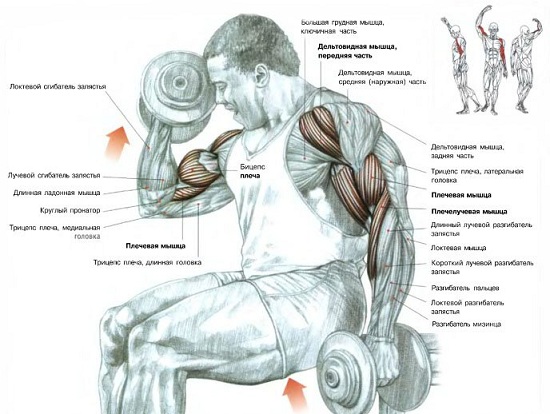 Большая грудная мышца,
ключичная часть
Дельтовидная мышца,
передняя часть
Дельтовидная мышца,
средняя (наружная) часть
Локтевой сгибатель запястья
Дельтовидная мышца,
задняя часть
Бицепс
плеча
Трицепс плеча, латеральная
головка
Лучевой сгибатель запястья
Длинная ладонная мышца
Плечевая мышца
Круглый пронатор
Плечелучевая мышца
Трицепс плеча, медиальная
головка
Длинный лучевой разгибатель
запястья
Плечевая мышца
Локтевая мышца
Трицепс плеча, длинная головка
Короткий лучевой разгибатель
запястья
Разгибатель пальцев
Локтевой разгибатель
запястья
Разгибатель мизинца